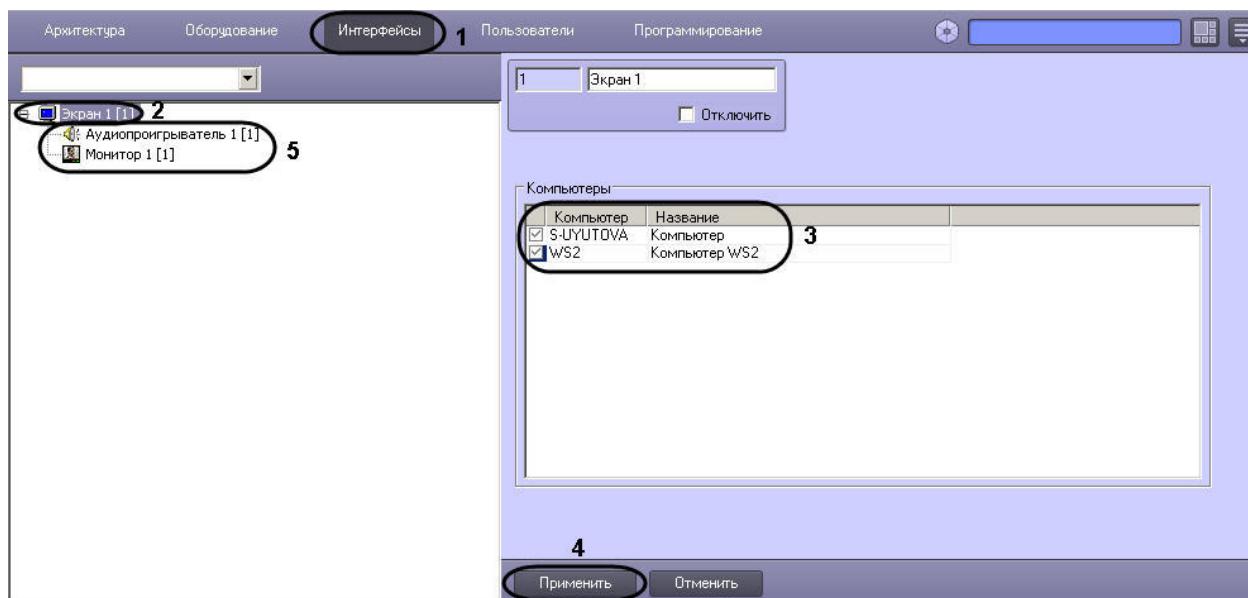 Архитектура Оборудование Интерфейсы 1 Пользователи Программирование
1 Экран 1
Отключить
Экран 1 [1] 2
Аудиопроигрыватель 1 [1]
Монитор 1 [1]
5
Компьютеры
Компьютер Название
S-UYUTOVA Компьютер
WS2 Компьютер WS2
3
4
Применить Отменить